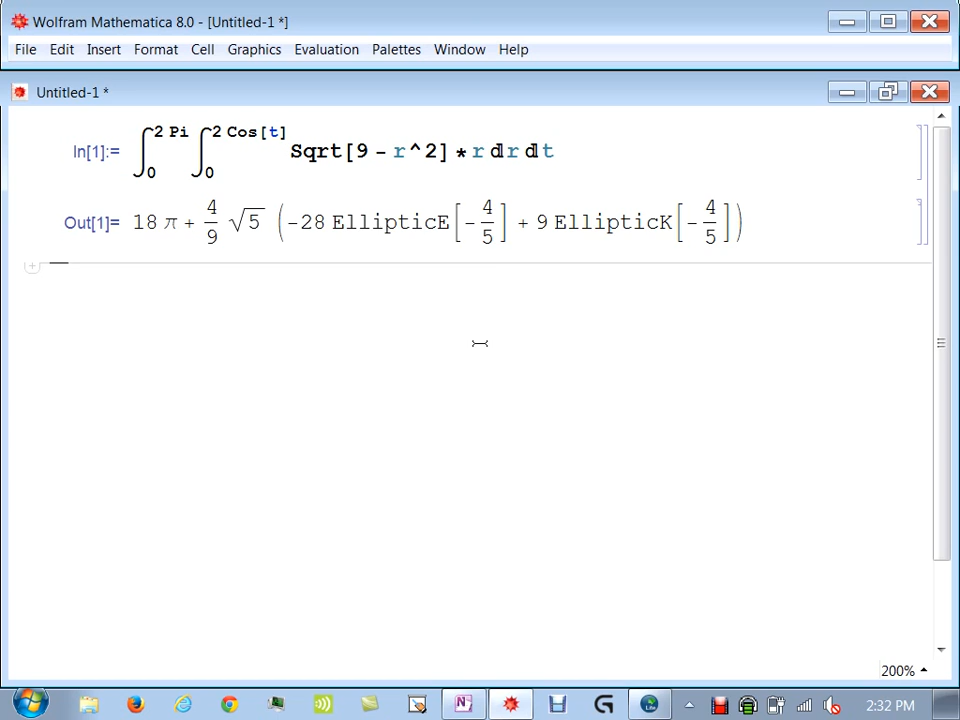 Wolfram Mathematica 8.0 - [Untitled-1 *]
File Edit Insert Format Cell Graphics Evaluation Palettes Window Help
Untitled-1 *
In[1]:= ∫_0^{2 Pi} ∫_0^{2 Cos[t]} Sqrt[9 - r^2] * r ⅆr ⅆt
Out[1]= 18 π + 4/9 √5 (-28 EllipticE[-4/5] + 9 EllipticK[-4/5])
200%
2:32 PM